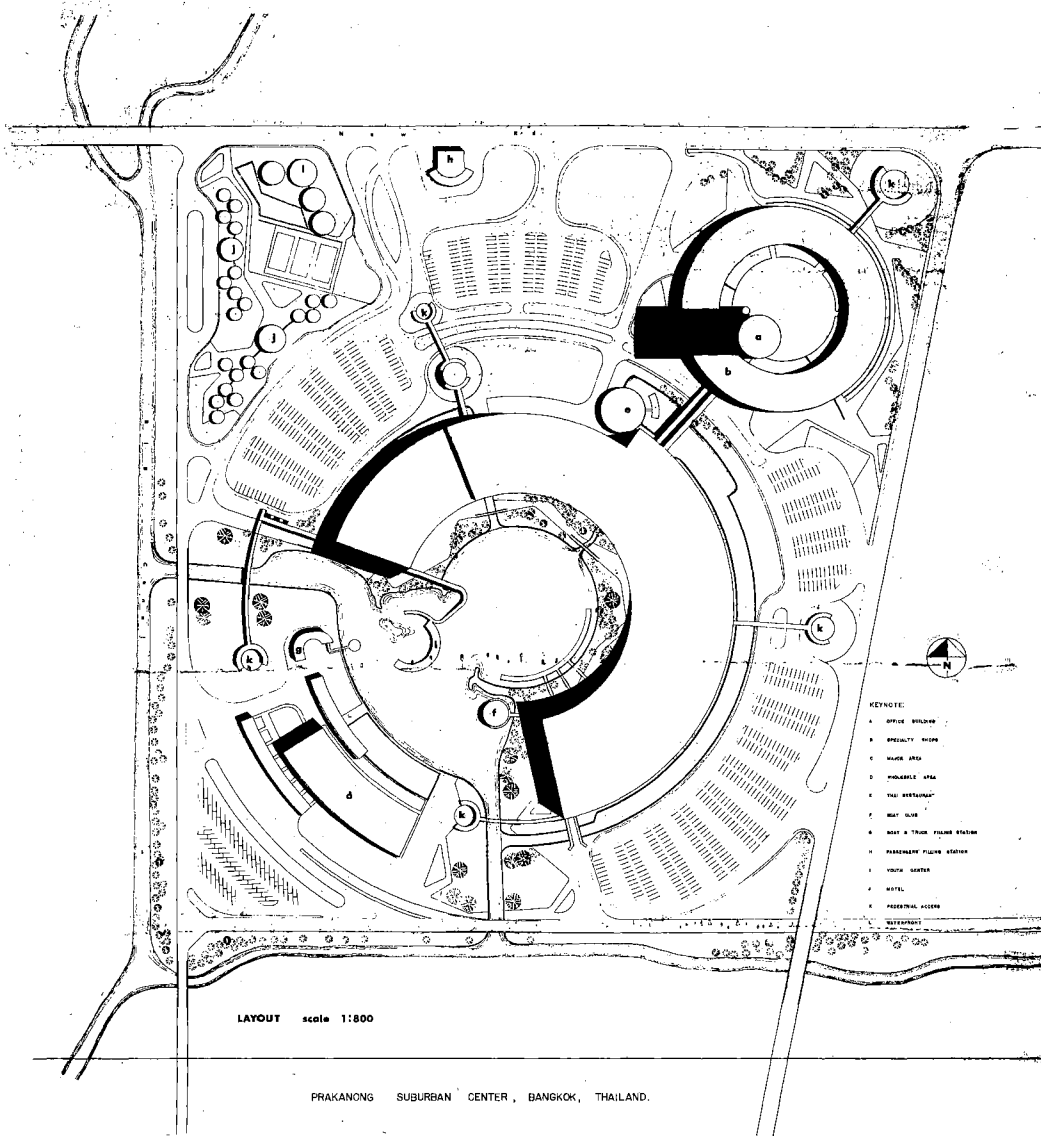 New Rd.
h
k
i
j
j
k
a
b
e
k
g
k
f
d
k
N
KEYNOTE:
A OFFICE BUILDING
B SPECIALTY SHOPS
C MAJOR AREA
D WHOLESALE AREA
E THAI RESTAURANT
F BOAT CLUB
G BOAT & TRUCK FILLING STATION
H PASSENGERS FILLING STATION
I YOUTH CENTER
J MOTEL
K PEDESTRIAL ACCESS
L WATERFRONT
LAYOUT scale 1:800
PRAKANONG SUBURBAN CENTER, BANGKOK, THAILAND.